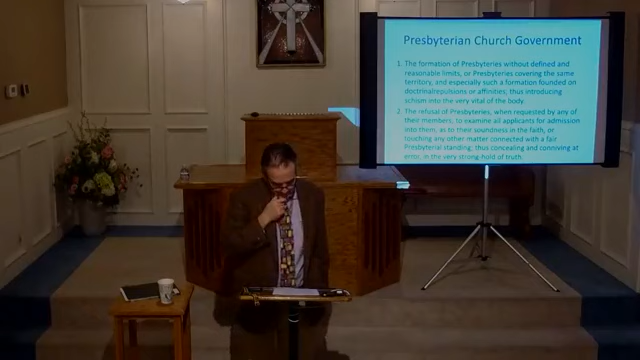 Presbyterian Church Government
1. The formation of Presbyteries without defined and
reasonable limits, or Presbyteries covering the same
territory, and especially such a formation founded on
doctrinal repulsions or affinities; thus introducing
schism into the very vital of the body.
2. The refusal of Presbyteries, when requested by any of
their members, to examine all applicants for admission
into them, as to their soundness in the faith, or
touching any other matter connected with a fair
Presbyterial standing; thus concealing and conniving at
error, in the very strong-hold of truth.